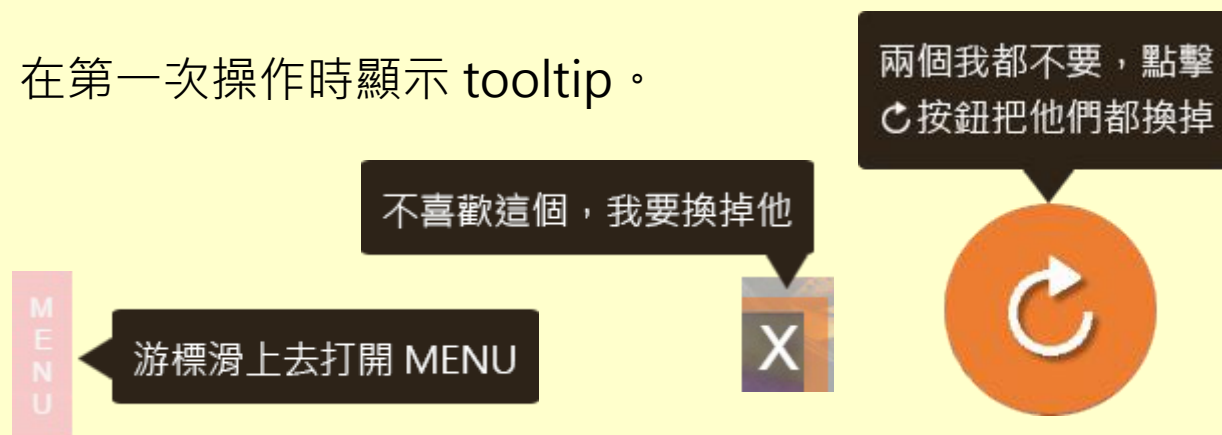 在第一次操作時顯示 tooltip。
兩個我都不要，點擊
↻按鈕把他們都換掉
不喜歡這個，我要換掉他
X
MENU
游標滑上去打開 MENU